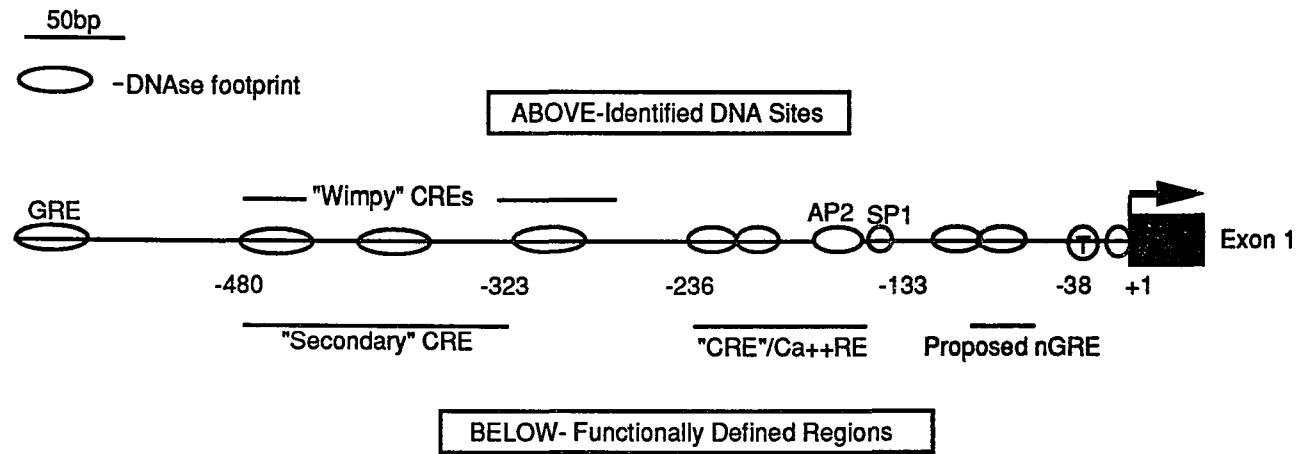 50bp
-DNAse footprint
ABOVE-Identified DNA Sites
"Wimpy" CREs
GRE AP2 SP1
T
Exon 1
-480 -323 -236 -133 -38 +1
"Secondary" CRE "CRE"/Ca++RE Proposed nGRE
BELOW- Functionally Defined Regions